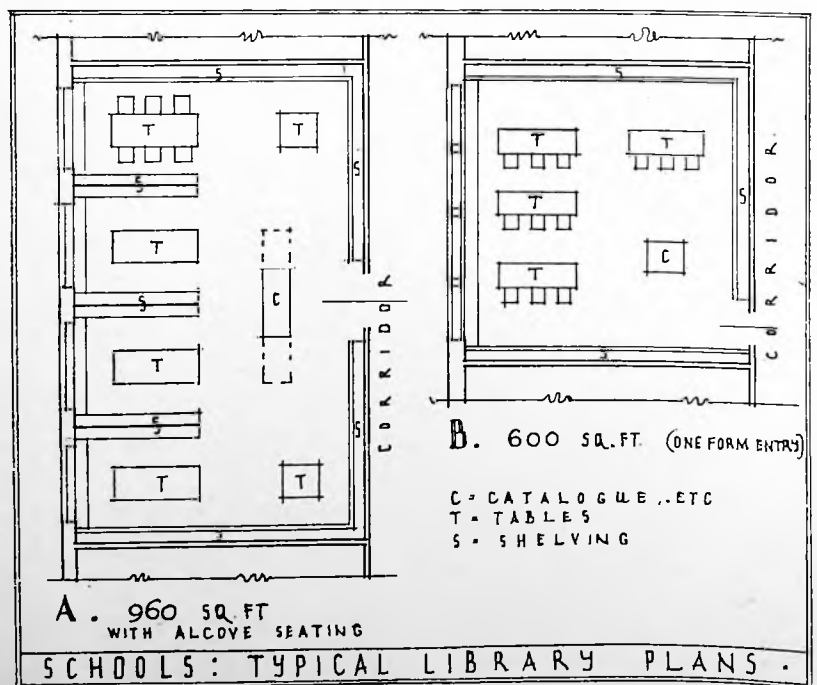 S
T
T
S
S
T
S
C
T
S
T
S
T
T
S
CORRIDOR
A. 960 SQ.FT
WITH ALCOVE SEATING
S
T
T
S
T
C
T
S
CORRIDOR.
B. 600 SQ.FT. (ONE FORM ENTRY)
C = CATALOGUE,.ETC
T = TABLES
S = SHELVING
SCHOOLS: TYPICAL LIBRARY PLANS.